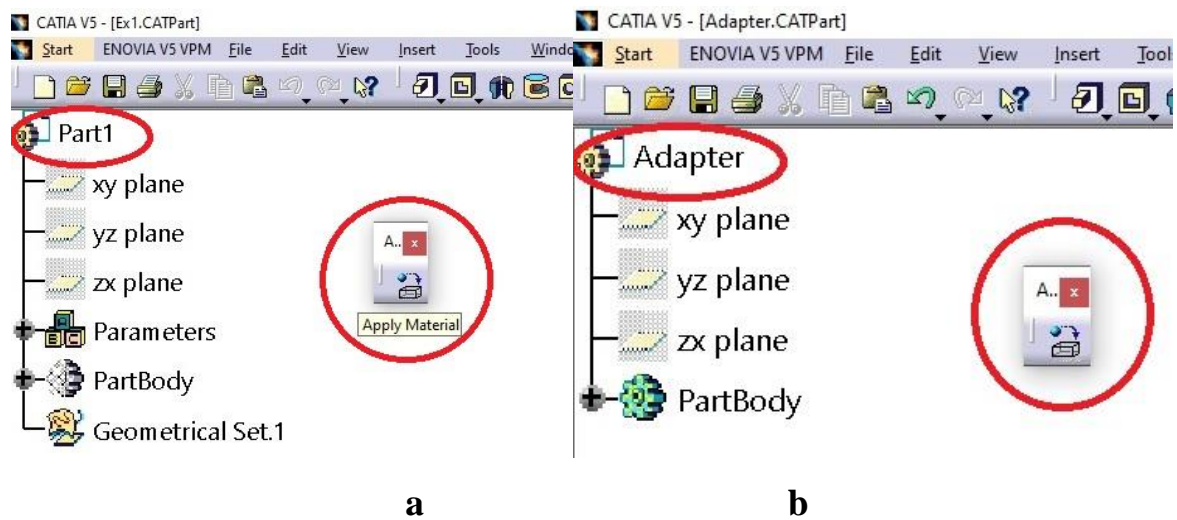 CATIA V5 - [Ex1.CATPart]
Start ENOVIA V5 VPM File Edit View Insert Tools Windo
Part1
xy plane
yz plane
zx plane
A.. x
Apply Material
Parameters
PartBody
Geometrical Set.1
a
CATIA V5 - [Adapter.CATPart]
Start ENOVIA V5 VPM File Edit View Insert Tool
Adapter
xy plane
yz plane
zx plane
A.. x
PartBody
b